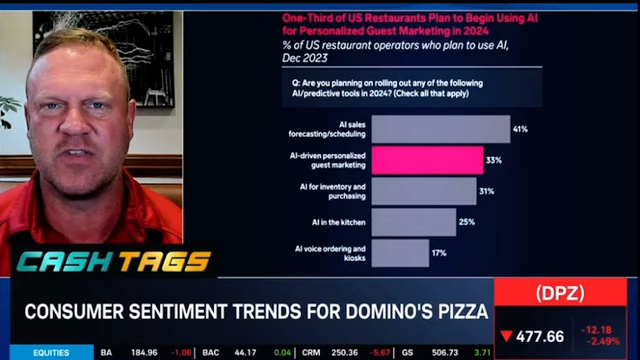 One-Third of US Restaurants Plan to Begin Using AI
for Personalized Guest Marketing in 2024
% of US restaurant operators who plan to use AI,
Dec 2023
Q: Are you planning on rolling out any of the following
AI/predictive tools in 2024? (Check all that apply)
AI sales
forecasting/scheduling
41%
AI-driven personalized
guest marketing
33%
AI for inventory and
purchasing
31%
AI in the kitchen
25%
AI voice ordering and
kiosks
17%
CASH TAGS
CONSUMER SENTIMENT TRENDS FOR DOMINO'S PIZZA
(DPZ)
▼ 477.66
-12.18
-2.49%
EQUITIES BA 184.96 -1.08 BAC 44.17 0.04 CRM 250.36 -5.67 GS 506.73 3.71